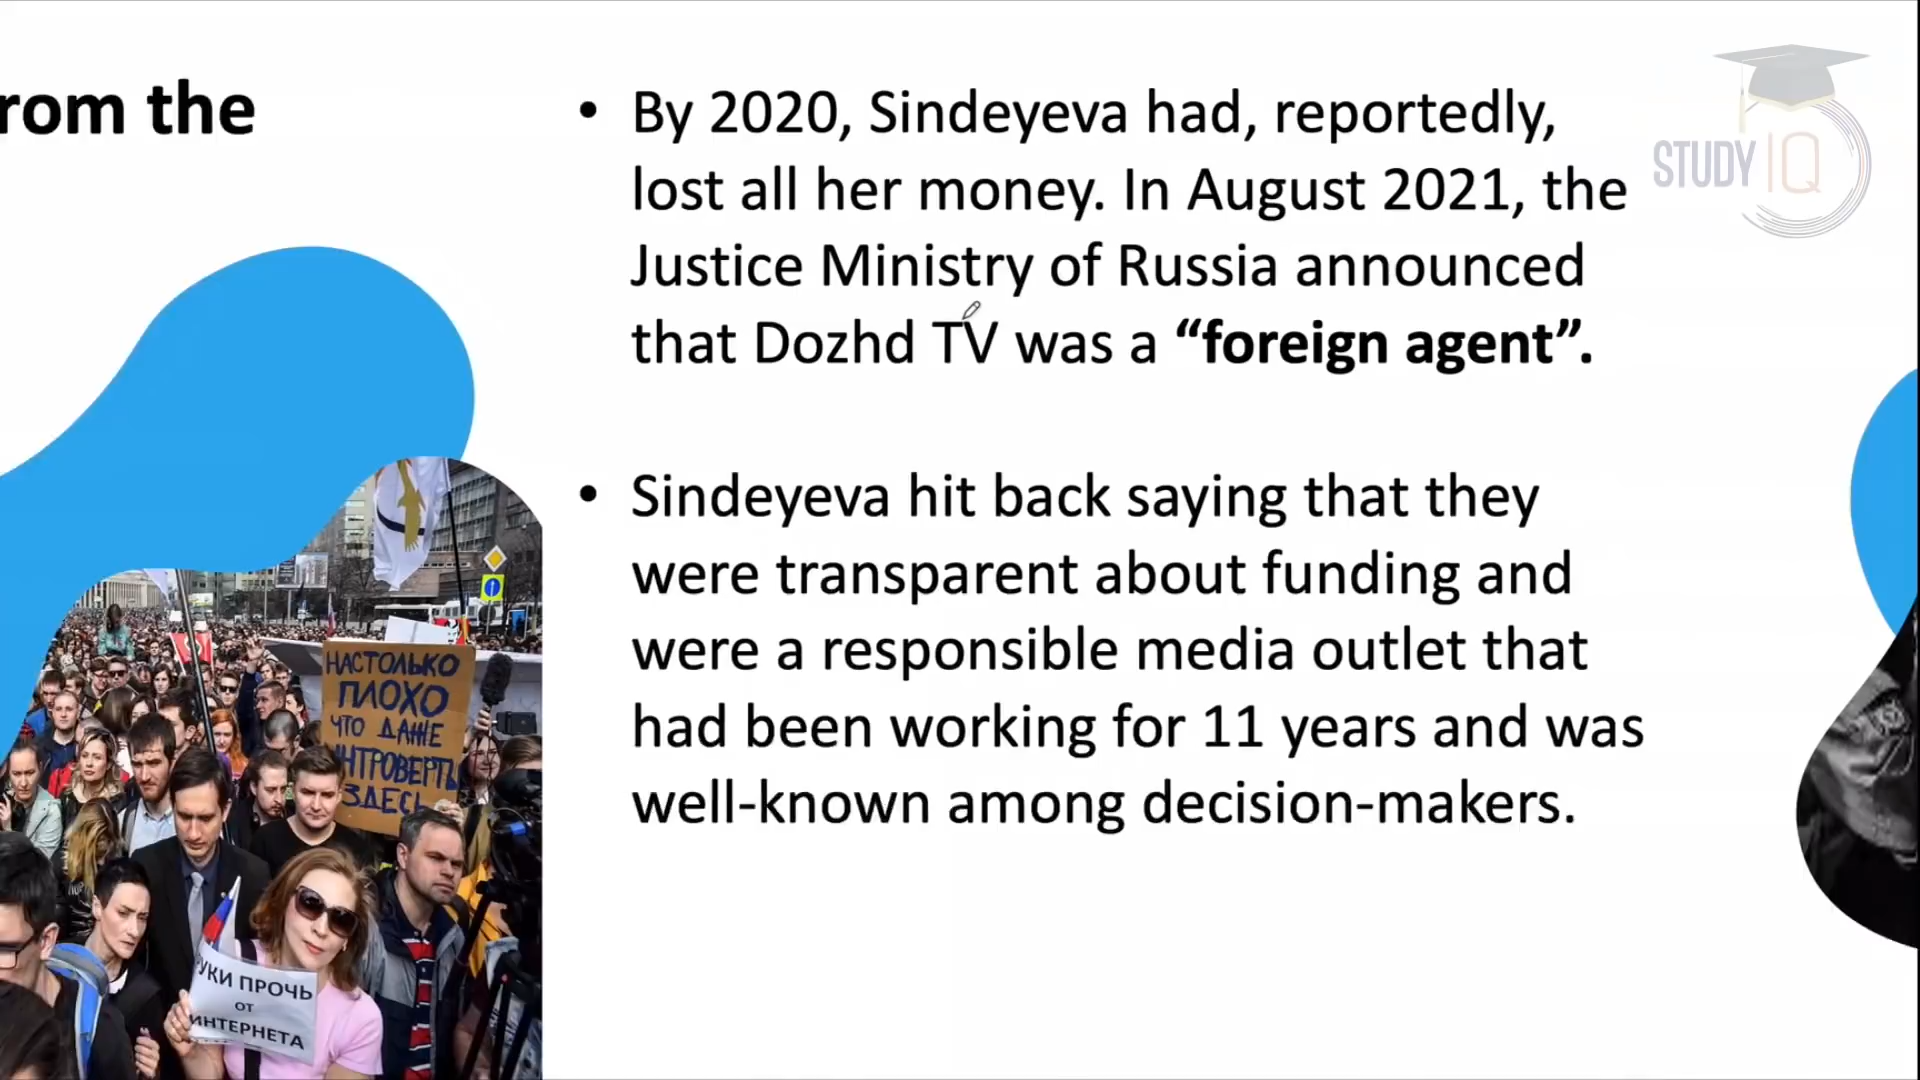 rom the
• By 2020, Sindeyeva had, reportedly,
lost all her money. In August 2021, the
Justice Ministry of Russia announced
that Dozhd TV was a “foreign agent”.
• Sindeyeva hit back saying that they
were transparent about funding and
were a responsible media outlet that
had been working for 11 years and was
well-known among decision-makers.
STUDY IQ
НАСТОЛЬКО
ПЛОХО
ЧТО ДАЖЕ
ИНТРОВЕРТЫ
ЗДЕСЬ
РУКИ ПРОЧЬ
ОТ
ИНТЕРНЕТА